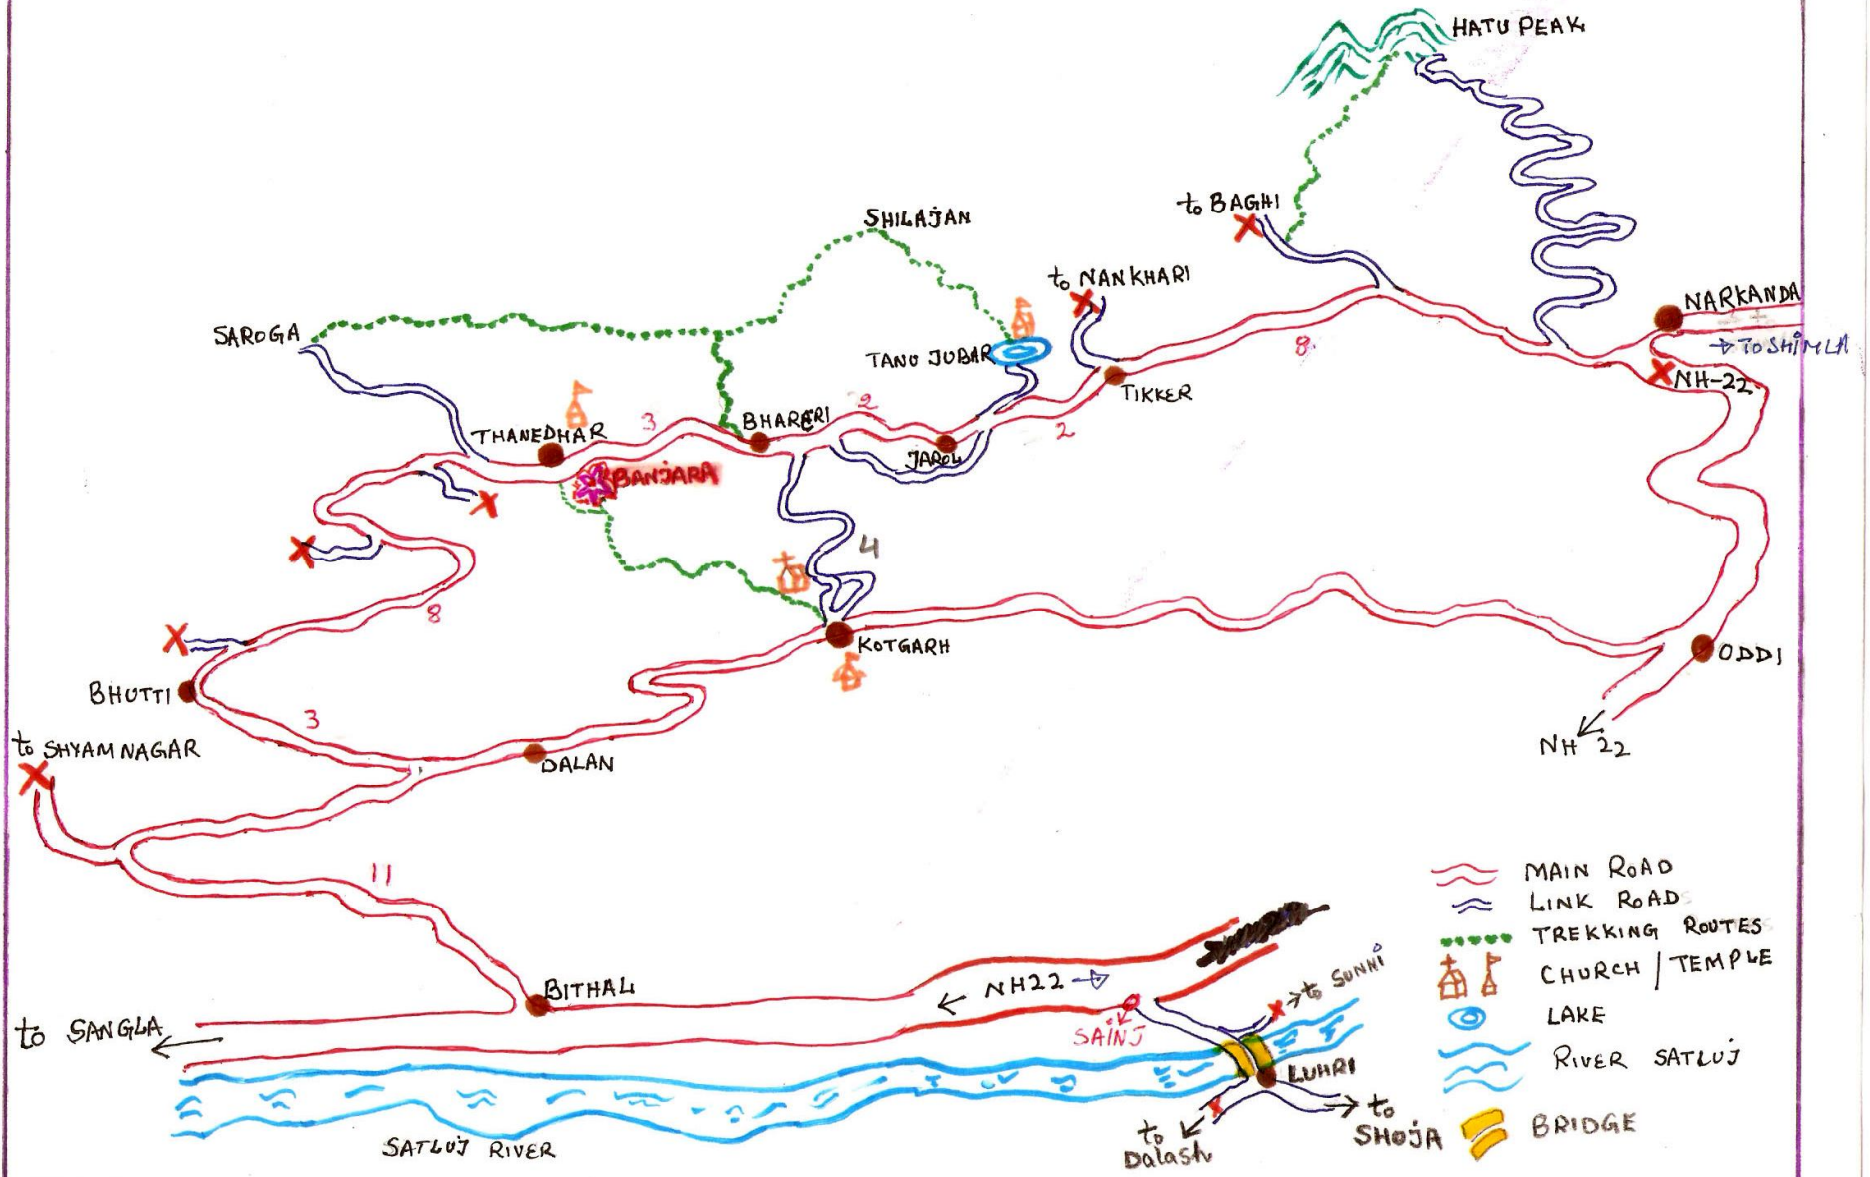 HATU PEAK
to BAGHI
SHILAJAN
to NANKHARI
NARKANDA
SAROGA
TANU JUBAR
TO SHIMLA
8
NH-22
TIKKER
2
3
BHARERI
2
THANEDHAR
JAROL
BANJARA
4
8
KOTGARH
ODDI
BHUTTI
3
NH 22
to SHYAMNAGAR
DALAN
11
MAIN ROAD
LINK ROADS
TREKKING ROUTES
CHURCH / TEMPLE
LAKE
RIVER SATLUJ
BRIDGE
BITHAL
NH22
to SUNNI
to SANGLA
SAINJ
LUHRI
to SHOJA
to Dalash
SATLUJ RIVER